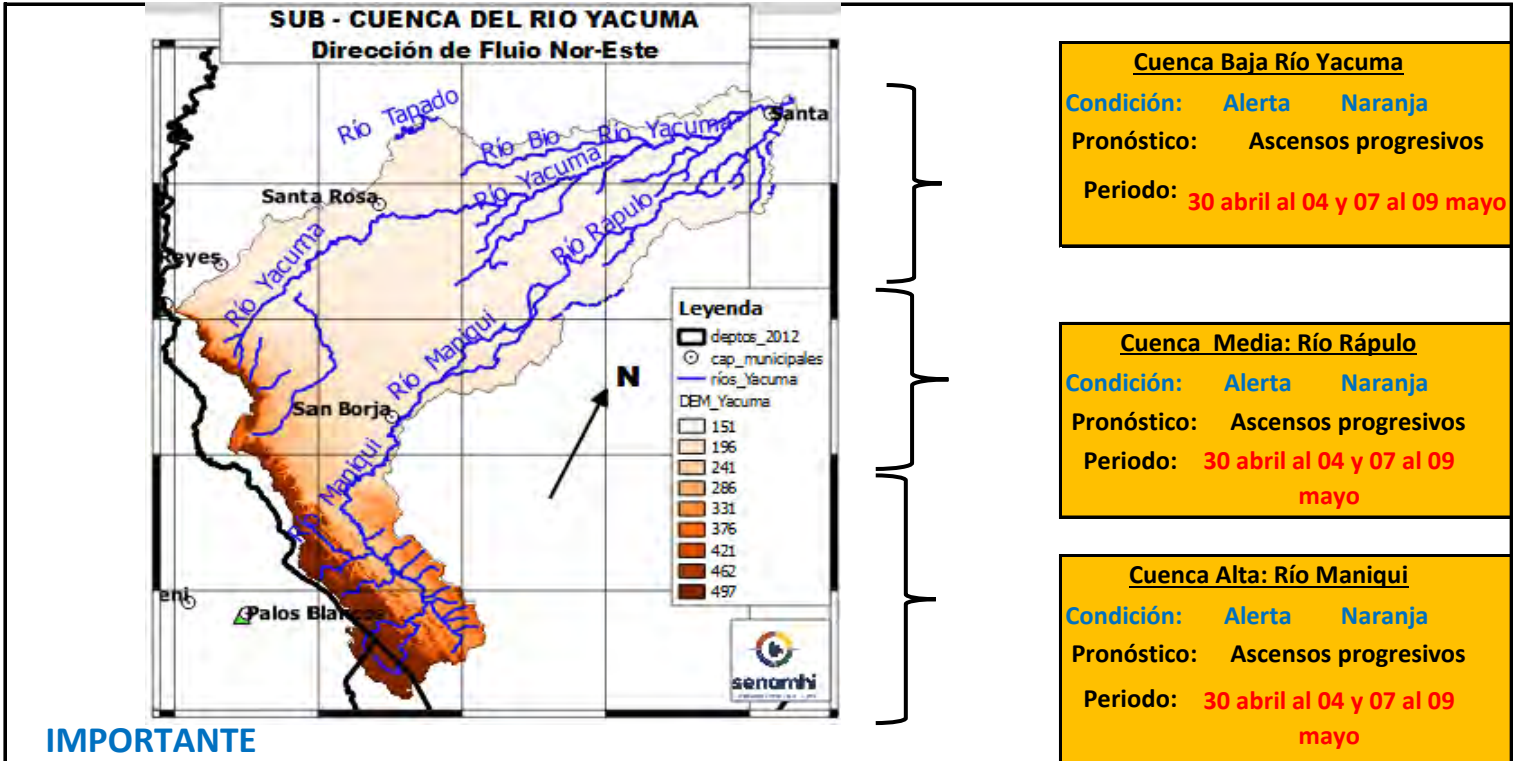 SUB - CUENCA DEL RIO YACUMA
Dirección de Flujo Nor-Este
Río Tapado
Río Bio
Río Yacuma
Santa
Río Yacuma
Santa Rosa
Río Rápulo
Reyes
Río Yacuma
Río Maniqui
San Borja
Río Maniqui
eni
Palos Blancos
N
Leyenda
deptos_2012
cap_municipales
ríos_Yacuma
DEM_Yacuma
151
196
241
286
331
376
421
462
497
senamhi
Cuenca Baja Río Yacuma
Condición: Alerta Naranja
Pronóstico: Ascensos progresivos
Periodo: 30 abril al 04 y 07 al 09 mayo
Cuenca Media: Río Rápulo
Condición: Alerta Naranja
Pronóstico: Ascensos progresivos
Periodo: 30 abril al 04 y 07 al 09
mayo
Cuenca Alta: Río Maniqui
Condición: Alerta Naranja
Pronóstico: Ascensos progresivos
Periodo: 30 abril al 04 y 07 al 09
mayo
IMPORTANTE